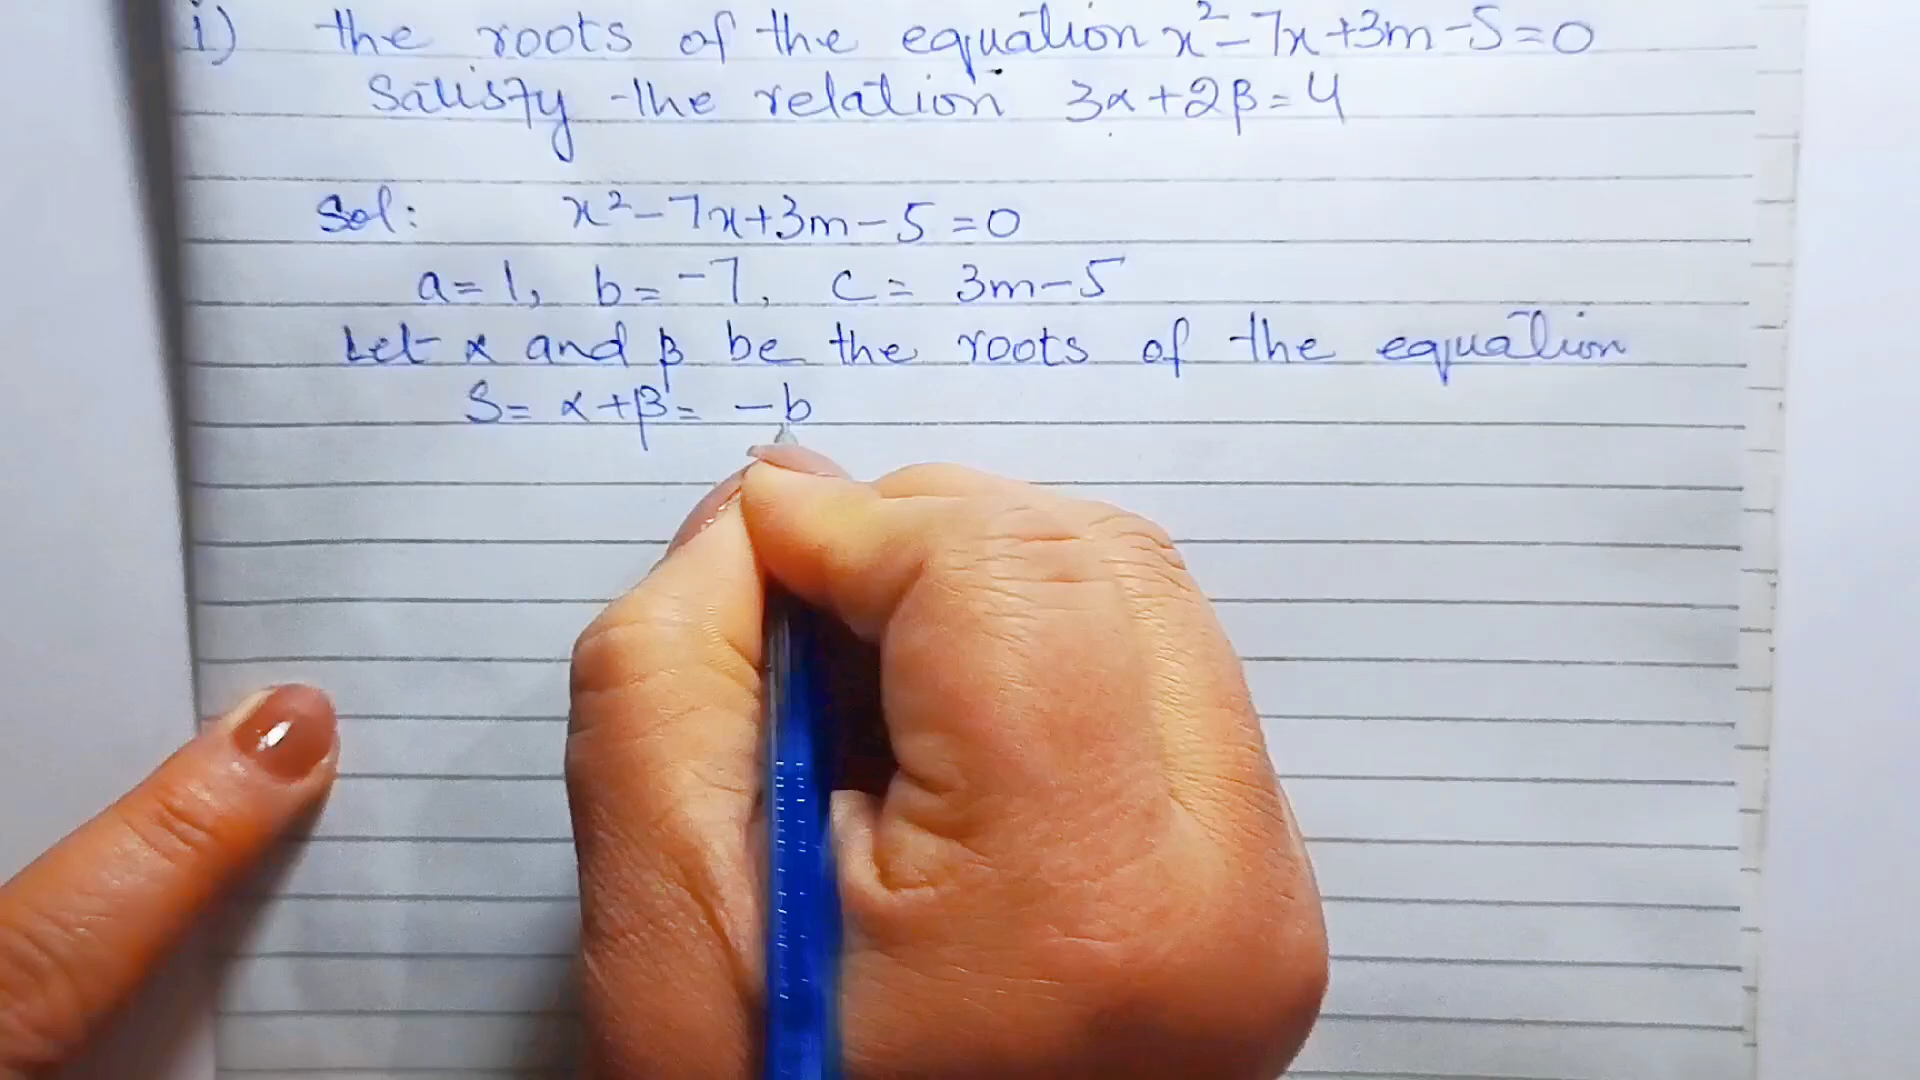 i) the roots of the equation x²-7x+3m-5=0
Satisfy the relation 3α+2β=4
Sol: x²-7x+3m-5=0
a=1, b=-7, c= 3m-5
Let α and β be the roots of the equation
S= α+β= -b